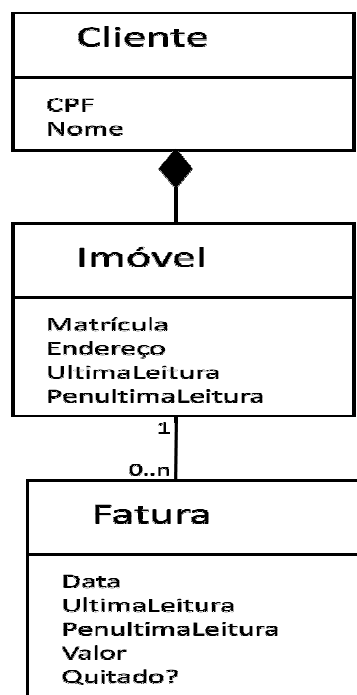 Cliente
CPF
Nome
Imóvel
Matrícula
Endereço
UltimaLeitura
PenultimaLeitura
1
0..n
Fatura
Data
UltimaLeitura
PenultimaLeitura
Valor
Quitado?